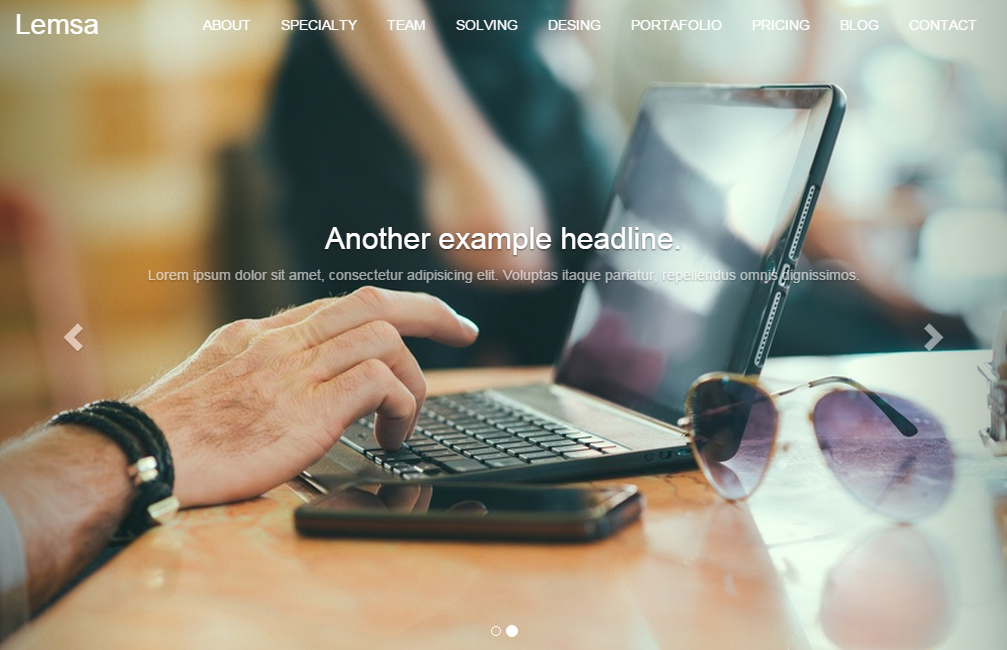 Lemsa
ABOUT SPECIALTY TEAM SOLVING DESING PORTAFOLIO PRICING BLOG CONTACT
Another example headline.
Lorem ipsum dolor sit amet, consectetur adipisicing elit. Voluptas itaque pariatur, repellendus omnis dignissimos.